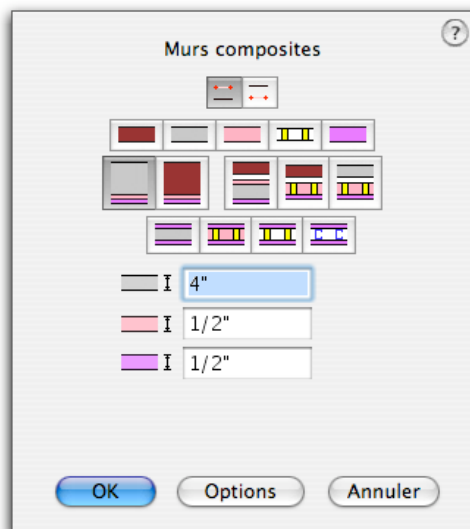 ?
Murs composites
4"
1/2"
1/2"
OK Options Annuler